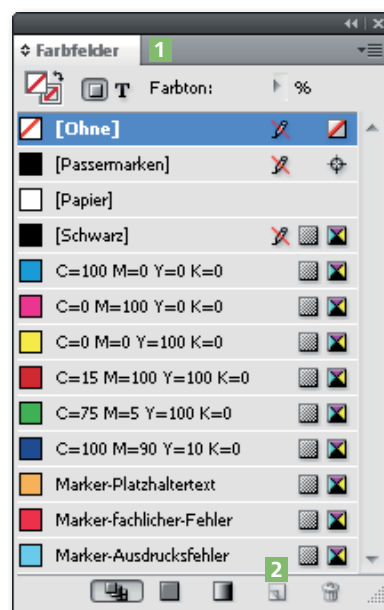 Farbfelder 1
T Farbton: %
[Ohne]
[Passermarken]
[Papier]
[Schwarz]
C=100 M=0 Y=0 K=0
C=0 M=100 Y=0 K=0
C=0 M=0 Y=100 K=0
C=15 M=100 Y=100 K=0
C=75 M=5 Y=100 K=0
C=100 M=90 Y=10 K=0
Marker-Platzhaltertext
Marker-fachlicher-Fehler
Marker-Ausdrucksfehler
2